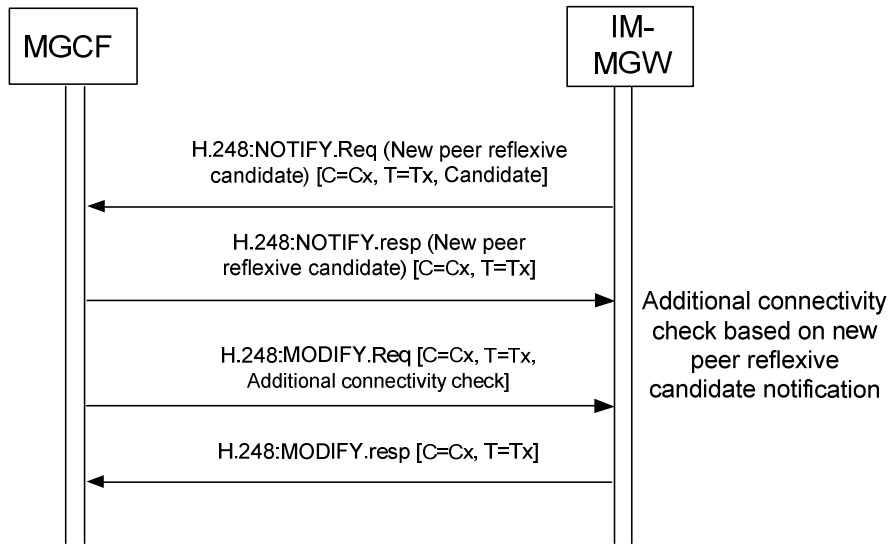 MGCF
IM-
MGW
H.248:NOTIFY.Req (New peer reflexive
candidate) [C=Cx, T=Tx, Candidate]
H.248:NOTIFY.resp (New peer
reflexive candidate) [C=Cx, T=Tx]
Additional connectivity
check based on new
peer reflexive
candidate notification
H.248:MODIFY.Req [C=Cx, T=Tx,
Additional connectivity check]
H.248:MODIFY.resp [C=Cx, T=Tx]